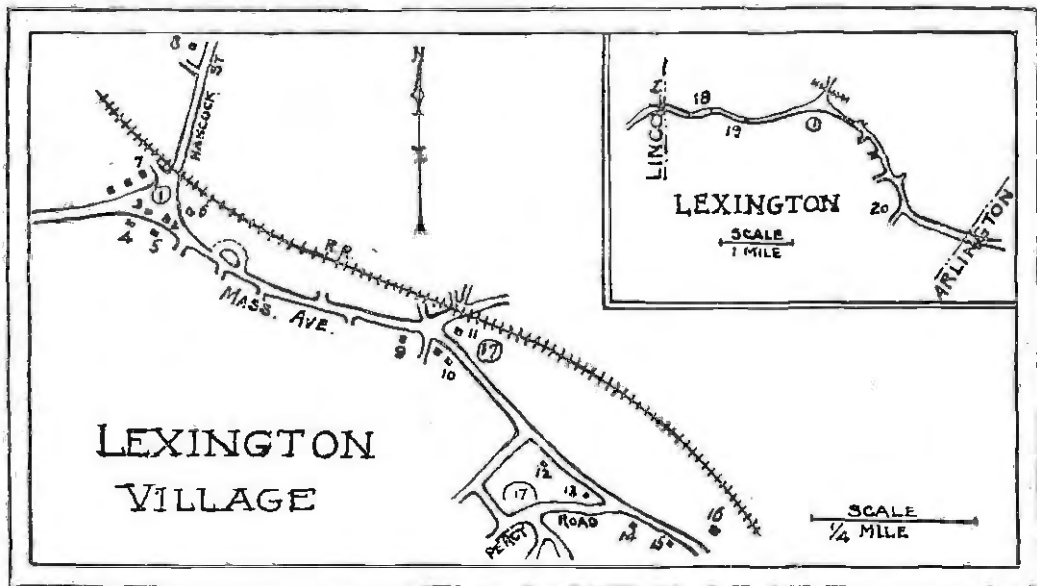 8
HANCOCK ST
N
7
1
3
2
6
4
5
R.R.
MASS. AVE.
9
10
11
17
12
17
13
PERCY ROAD
14
15
16
LEXINGTON
VILLAGE
SCALE
1/4 MILE
LINCOLN
18
19
1
LEXINGTON
SCALE
1 MILE
20
ARLINGTON